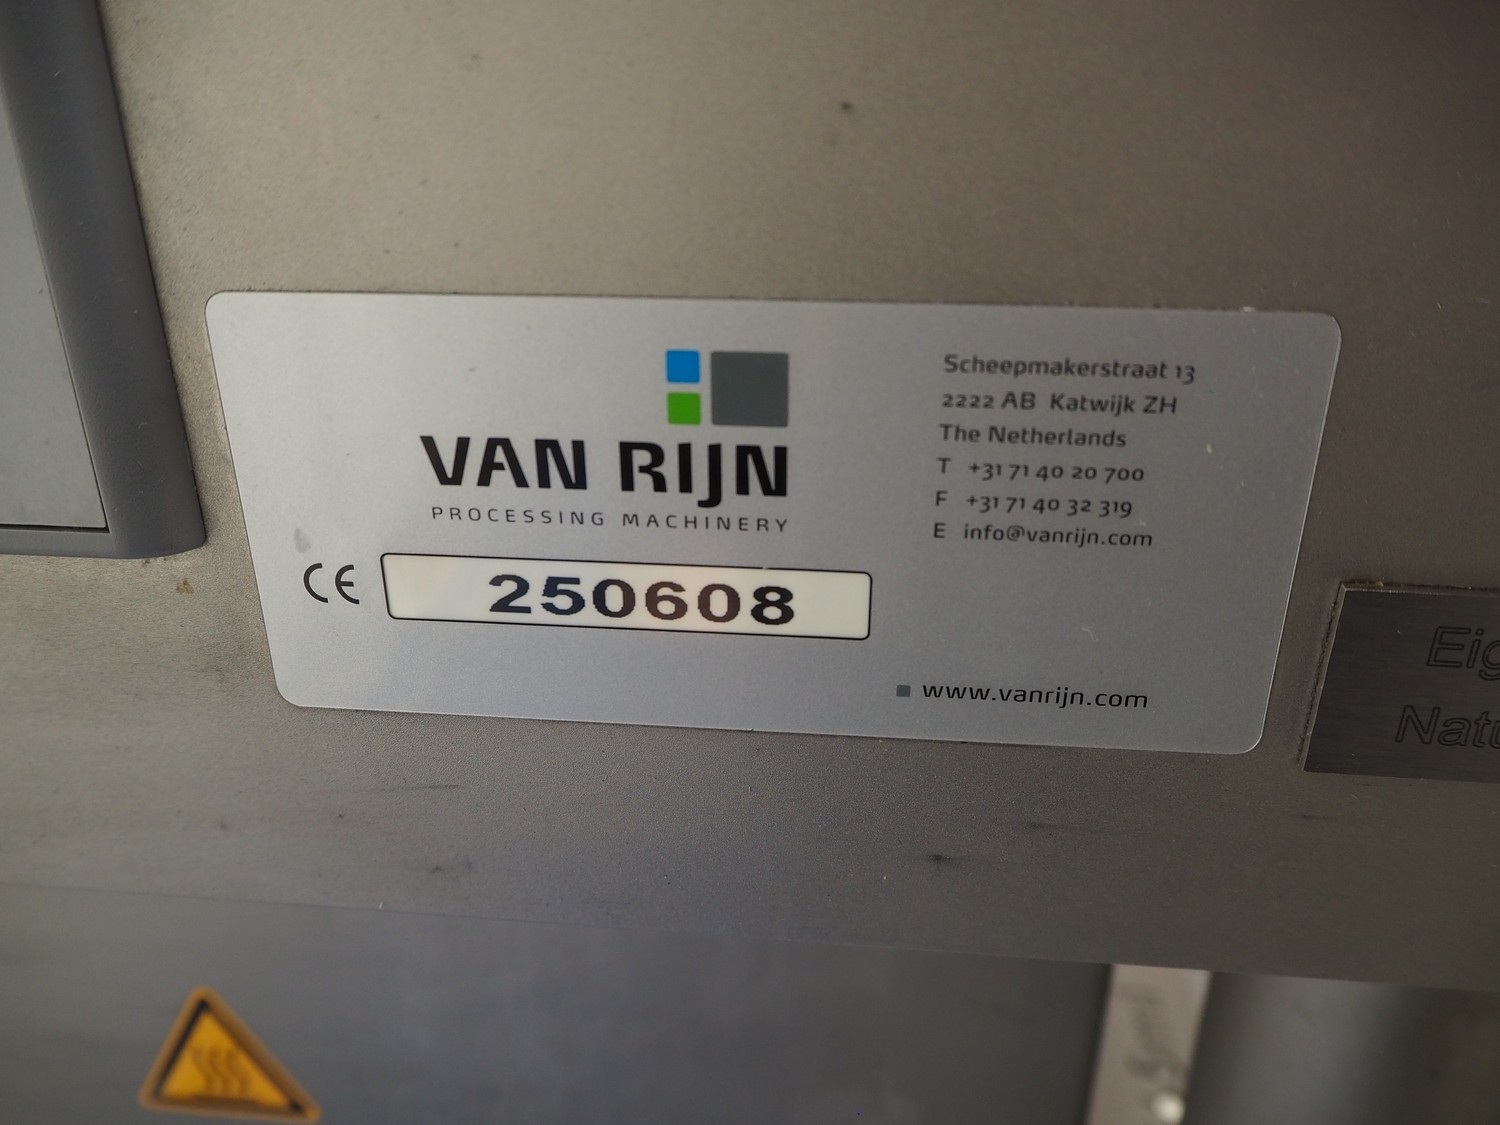 VAN RIJN
PROCESSING MACHINERY
CE
250608
Scheepmakerstraat 13
2222 AB Katwijk ZH
The Netherlands
T +31 71 40 20 700
F +31 71 40 32 319
E info@vanrijn.com
www.vanrijn.com